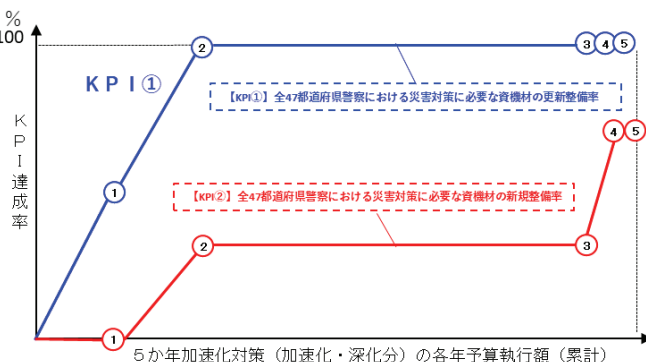 ％
100
② ③④⑤
ＫＰＩ①
【KPI①】全47都道府県警察における災害対策に必要な資機材の更新整備率
ＫＰＩ達成率
④ ⑤
①
【KPI②】全47都道府県警察における災害対策に必要な資機材の新規整備率
② ③
①
５か年加速化対策（加速化・深化分）の各年予算執行額（累計）